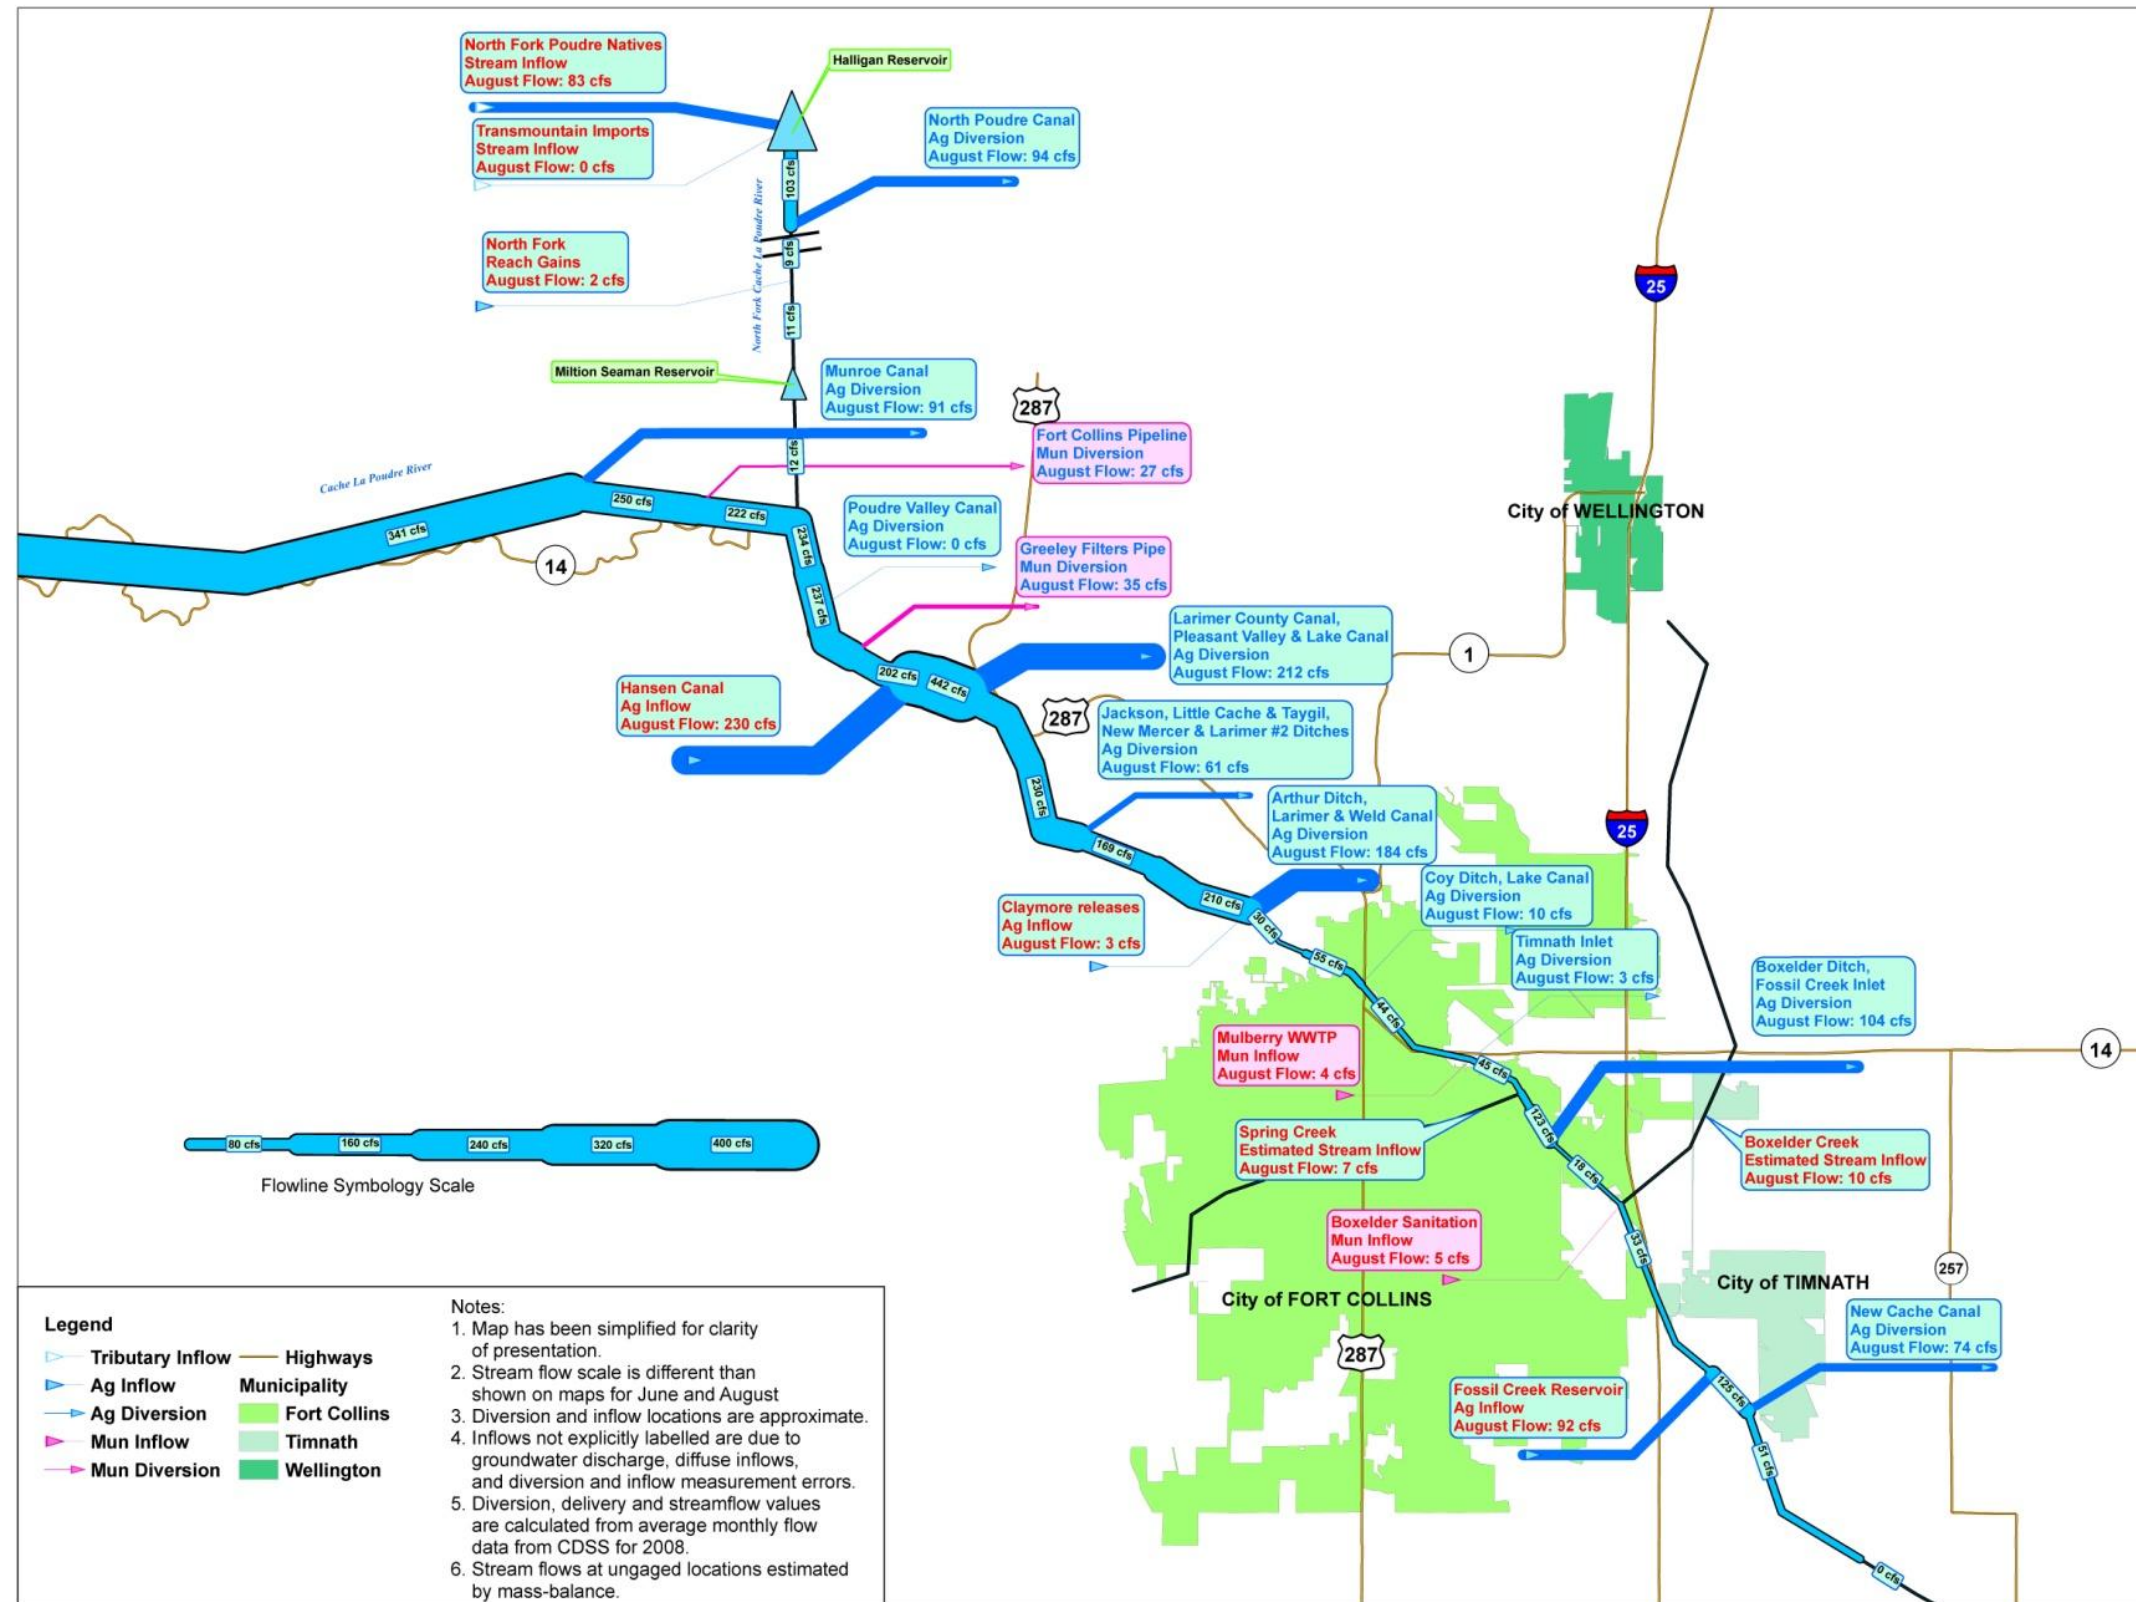 North Fork Poudre Natives
Stream Inflow
August Flow: 83 cfs
Halligan Reservoir
Transmountain Imports
Stream Inflow
August Flow: 0 cfs
North Poudre Canal
Ag Diversion
August Flow: 94 cfs
103 cfs
North Fork Cache La Poudre River
North Fork
Reach Gains
August Flow: 2 cfs
9 cfs
11 cfs
25
Miltion Seaman Reservoir
Munroe Canal
Ag Diversion
August Flow: 91 cfs
287
Fort Collins Pipeline
Mun Diversion
August Flow: 27 cfs
12 cfs
Cache La Poudre River
341 cfs
250 cfs
222 cfs
14
234 cfs
237 cfs
Poudre Valley Canal
Ag Diversion
August Flow: 0 cfs
Greeley Filters Pipe
Mun Diversion
August Flow: 35 cfs
City of WELLINGTON
Larimer County Canal,
Pleasant Valley & Lake Canal
Ag Diversion
August Flow: 212 cfs
1
202 cfs
442 cfs
Hansen Canal
Ag Inflow
August Flow: 230 cfs
287
Jackson, Little Cache & Taygil,
New Mercer & Larimer #2 Ditches
Ag Diversion
August Flow: 61 cfs
230 cfs
Arthur Ditch,
Larimer & Weld Canal
Ag Diversion
August Flow: 184 cfs
25
169 cfs
210 cfs
Coy Ditch, Lake Canal
Ag Diversion
August Flow: 10 cfs
Claymore releases
Ag Inflow
August Flow: 3 cfs
30 cfs
55 cfs
Timnath Inlet
Ag Diversion
August Flow: 3 cfs
44 cfs
Boxelder Ditch,
Fossil Creek Inlet
Ag Diversion
August Flow: 104 cfs
Mulberry WWTP
Mun Inflow
August Flow: 4 cfs
45 cfs
14
123 cfs
Spring Creek
Estimated Stream Inflow
August Flow: 7 cfs
18 cfs
Boxelder Creek
Estimated Stream Inflow
August Flow: 10 cfs
80 cfs
160 cfs
240 cfs
320 cfs
400 cfs
Flowline Symbology Scale
Boxelder Sanitation
Mun Inflow
August Flow: 5 cfs
33 cfs
City of FORT COLLINS
City of TIMNATH
257
New Cache Canal
Ag Diversion
August Flow: 74 cfs
287
Fossil Creek Reservoir
Ag Inflow
August Flow: 92 cfs
125 cfs
51 cfs
0 cfs
Legend
Tributary Inflow
Ag Inflow
Ag Diversion
Mun Inflow
Mun Diversion
Highways
Municipality
Fort Collins
Timnath
Wellington
Notes:
1. Map has been simplified for clarity
of presentation.
2. Stream flow scale is different than
shown on maps for June and August
3. Diversion and inflow locations are approximate.
4. Inflows not explicitly labelled are due to
groundwater discharge, diffuse inflows,
and diversion and inflow measurement errors.
5. Diversion, delivery and streamflow values
are calculated from average monthly flow
data from CDSS for 2008.
6. Stream flows at ungaged locations estimated
by mass-balance.